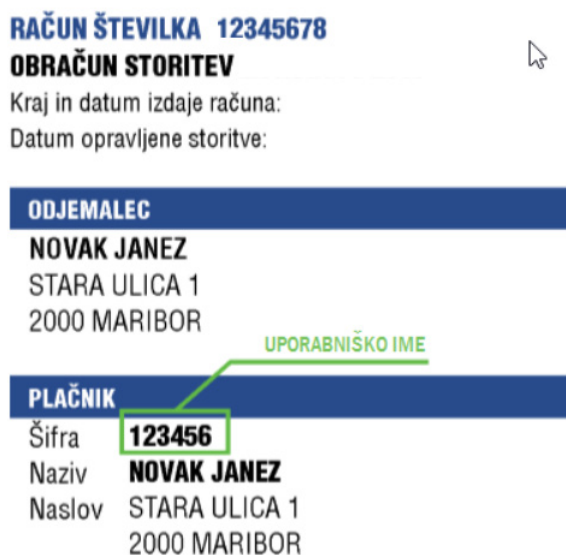 RAČUN ŠTEVILKA 12345678
OBRAČUN STORITEV
Kraj in datum izdaje računa:
Datum opravljene storitve:
ODJEMALEC
NOVAK JANEZ
STARA ULICA 1
2000 MARIBOR
UPORABNIŠKO IME
PLAČNIK
Šifra 123456
Naziv NOVAK JANEZ
Naslov STARA ULICA 1
2000 MARIBOR